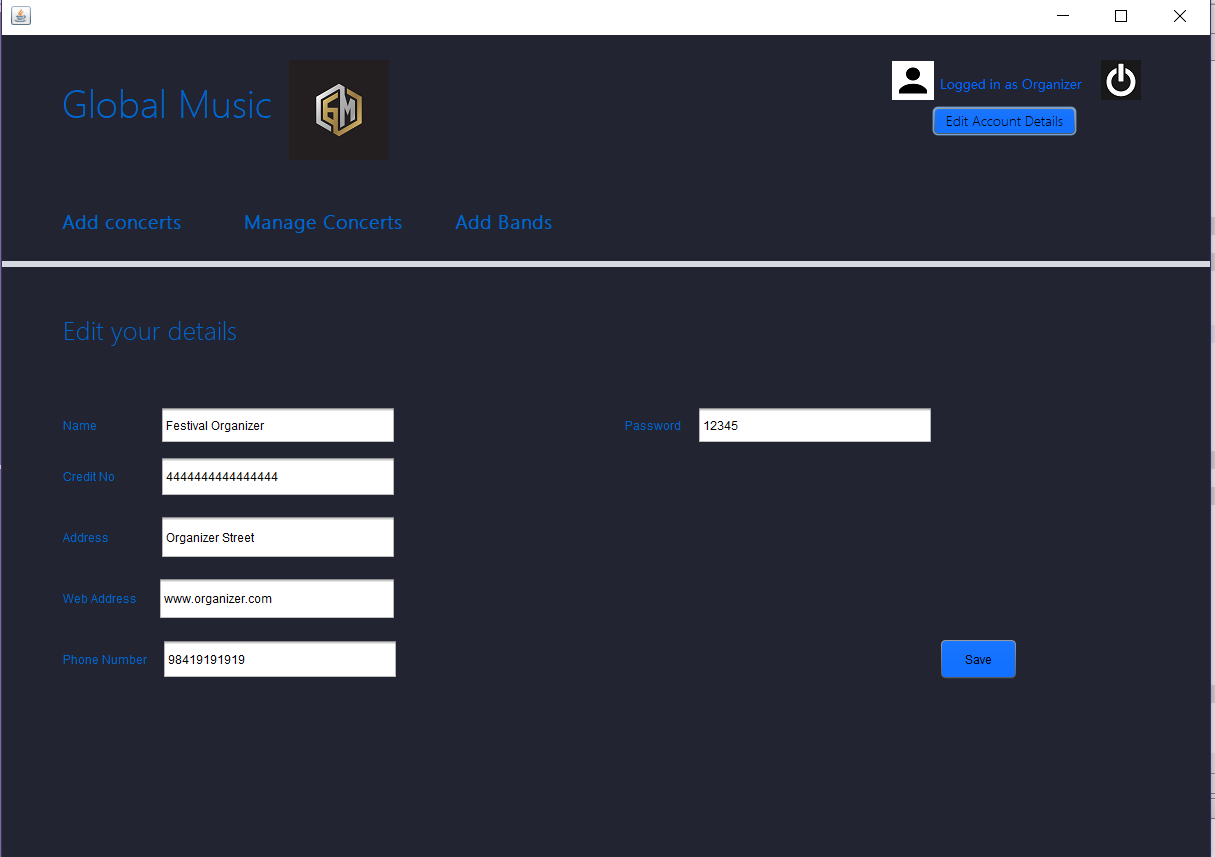 Global Music
GM
Logged in as Organizer
Edit Account Details
Add concerts Manage Concerts Add Bands
Edit your details
Name Festival Organizer Password 12345
Credit No 4444444444444444
Address Organizer Street
Web Address www.organizer.com
Phone Number 98419191919 Save